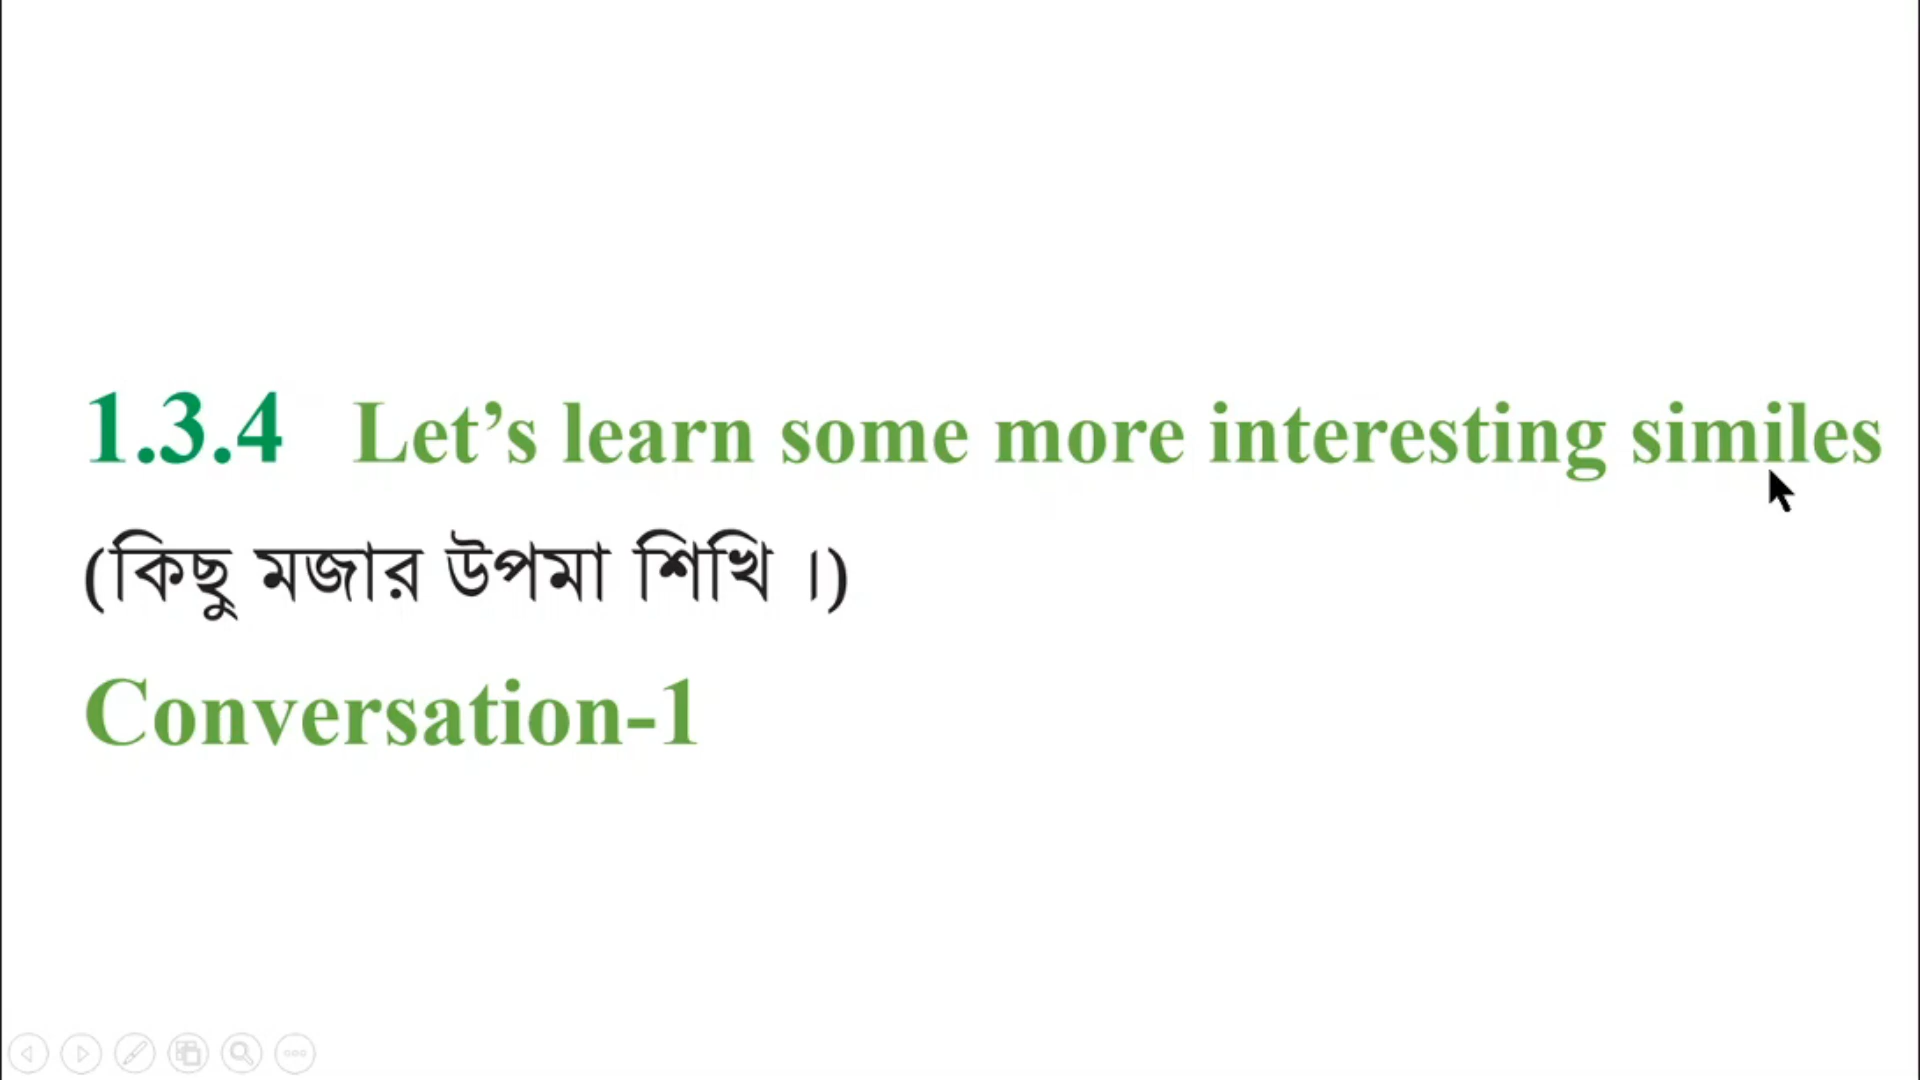 1.3.4 Let’s learn some more interesting similes
(কিছু মজার উপমা শিখি ।)
Conversation-1